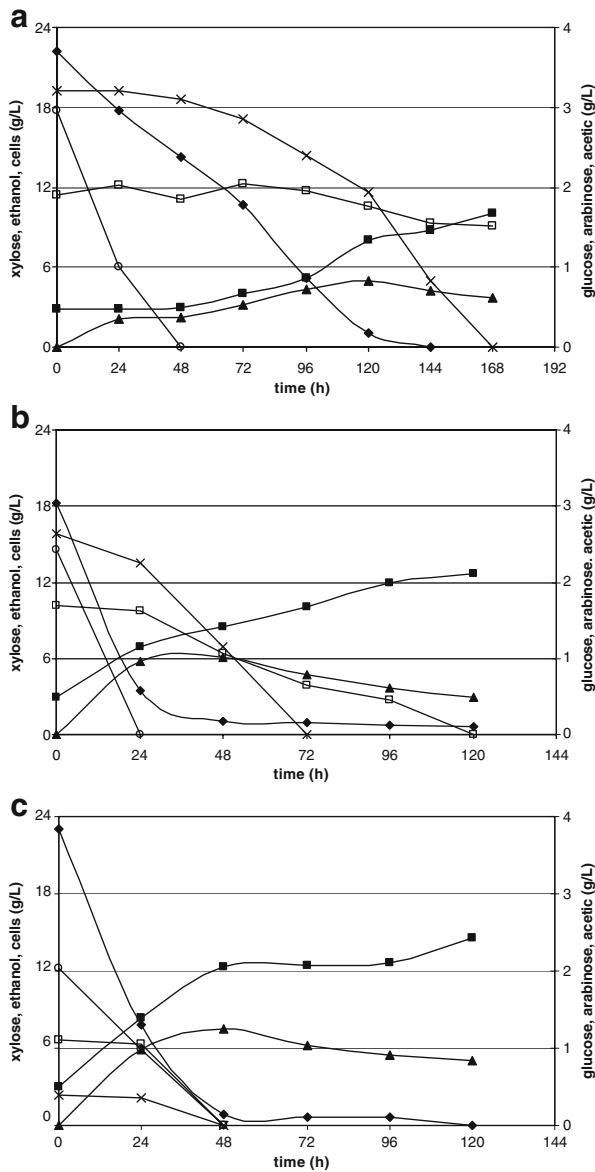 a
24
18
12
6
0
4
3
2
1
0
xylose, ethanol, cells (g/L)
glucose, arabinose, acetic (g/L)
0 24 48 72 96 120 144 168 192
time (h)
b
24
18
12
6
0
4
3
2
1
0
xylose, ethanol, cells (g/L)
glucose, arabinose. acetic (g/L)
0 24 48 72 96 120 144
time (h)
c
24
18
12
6
0
4
3
2
1
0
xylose, ethanol, cells (g/L)
glucose, arabinose, acetic (g/L)
0 24 48 72 96 120 144
time (h)